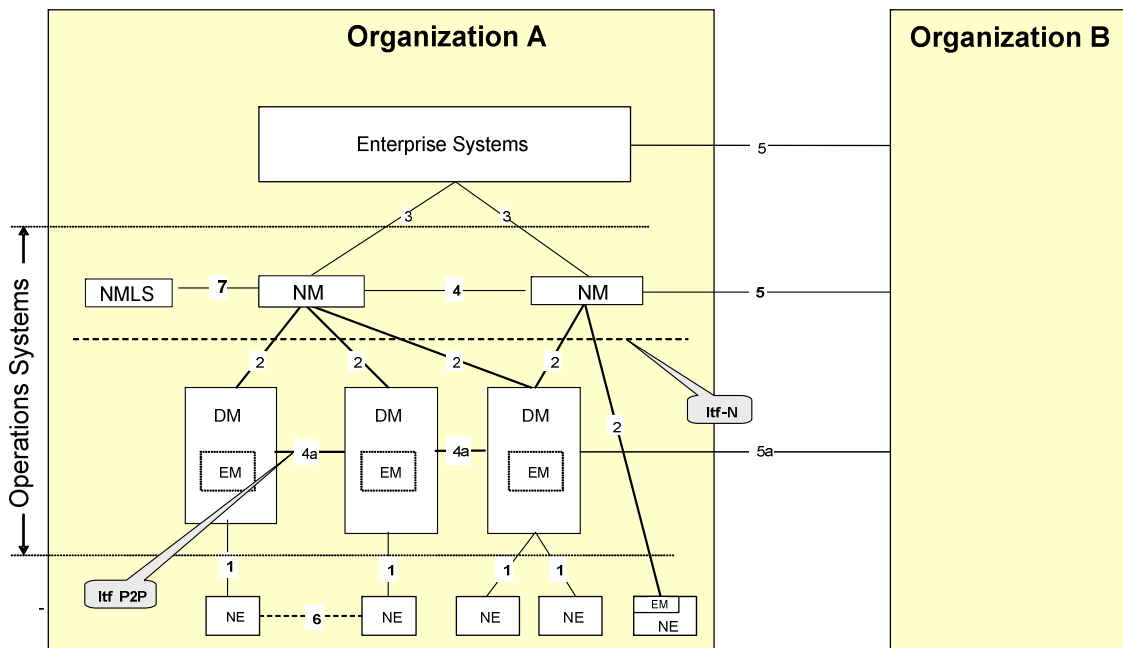 Organization A
Organization B
Enterprise Systems
5
3
3
Operations Systems
NMLS
7
NM
4
NM
5
2
2
2
2
Itf-N
DM
DM
DM
2
4a
4a
5a
EM
EM
EM
1
1
1
1
Itf P2P
NE
6
NE
NE
NE
EM
NE